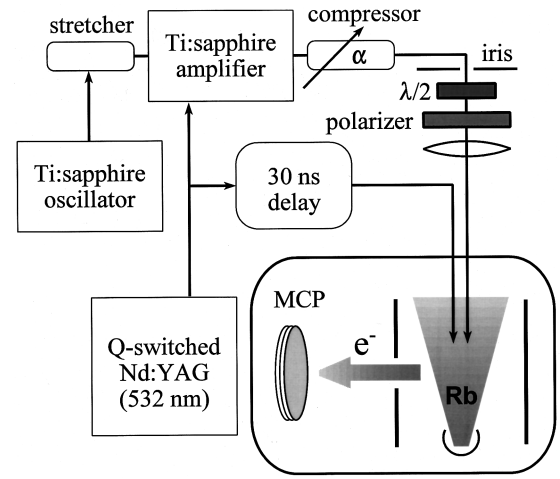 stretcher
Ti:sapphire
amplifier
compressor
α
iris
λ/2
polarizer
Ti:sapphire
oscillator
30 ns
delay
Q-switched
Nd:YAG
(532 nm)
MCP
e-
Rb